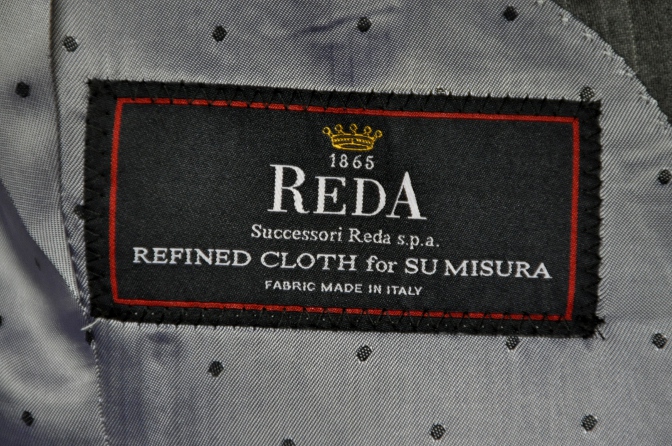 1865
REDA
Successori Reda s.p.a.
REFINED CLOTH for SU MISURA
FABRIC MADE IN ITALY